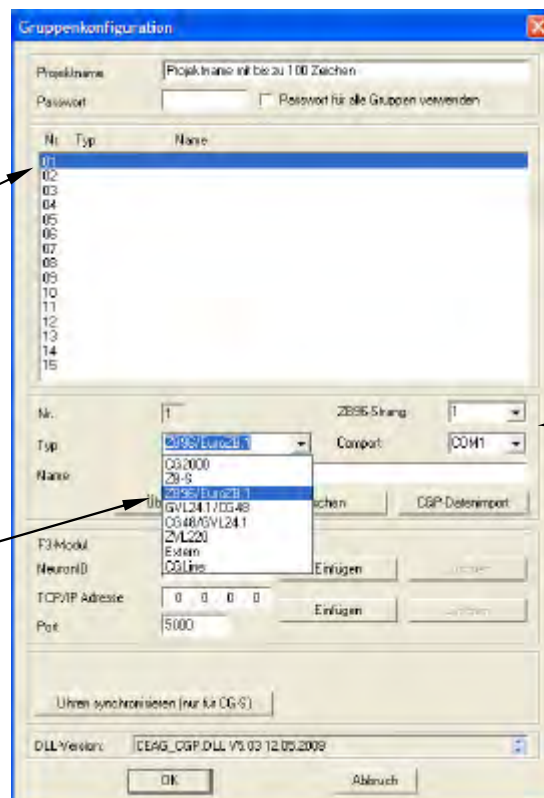 Gruppenkonfiguration
Projektname Projektname mit bis zu 100 Zeichen
Passwort Passwort für alle Gruppen verwenden
Nr. Typ Name
01
02
03
04
05
06
07
08
09
10
11
12
13
14
15
Nr. 1 ZB96-Strang 1
Typ ZB96/EuroZB.1 Comport COM1
CG2000
Name ZB-S
ZB96/EuroZB.1
GVL24.1/CG48 CGP-Datenimport
CG48/GVL24.1
F3-Modul ZVL220
Extern
NeuronID CGLine Einfügen
TCP/IP Adresse 0 0 0 0
Einfügen
Port 5000
Uhren synchronisieren (nur für CG-S)
DLL-Version: CEAG_CGP.DLL V5.03 12.05.2009
OK Abbruch